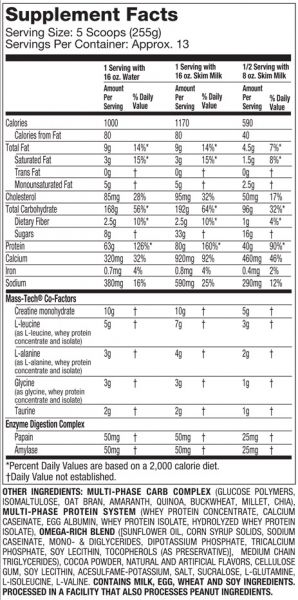 Supplement Facts
Serving Size: 5 Scoops (255g)
Servings Per Container: Approx. 13
1 Serving with 16 oz. Water 1 Serving with 16 oz. Skim Milk 1/2 Serving with 8 oz. Skim Milk
Amount Per Serving % Daily Value Amount Per Serving % Daily Value Amount Per Serving % Daily Value
Calories 1000 1170 590
Calories from Fat 80 80 40
Total Fat 9g 14%* 9g 14%* 4.5g 7%*
Saturated Fat 3g 15%* 3g 15%* 1.5g 8%*
Trans Fat 0g † 0g † 0g †
Monounsaturated Fat 5g † 5g † 2.5g †
Cholesterol 85mg 28% 95mg 32% 50mg 17%
Total Carbohydrate 168g 56%* 192g 64%* 96g 32%*
Dietary Fiber 2.5g 10%* 2.5g 10%* 1g 4%*
Sugars 8g † 33g † 16g †
Protein 63g 126%* 80g 160%* 40g 90%*
Calcium 320mg 32% 920mg 92% 460mg 46%
Iron 0.7mg 4% 0.8mg 4% 0.4mg 2%
Sodium 380mg 16% 590mg 25% 290mg 12%
Mass-Tech® Co-Factors
Creatine monohydrate 10g † 10g † 5g †
L-leucine 5g † 7g † 3g †
(as L-leucine, whey protein
concentrate and isolate)
L-alanine 3g † 4g † 2g †
(as L-alanine, whey protein
concentrate and isolate)
Glycine 3g † 3g † 1g †
(as glycine, whey protein
concentrate and isolate)
Taurine 2g † 2g † 1g †
Enzyme Digestion Complex
Papain 50mg † 50mg † 25mg †
Amylase 50mg † 50mg † 25mg †
*Percent Daily Values are based on a 2,000 calorie diet.
†Daily Value not established.
OTHER INGREDIENTS: MULTI-PHASE CARB COMPLEX (GLUCOSE POLYMERS,
ISOMALTULOSE, OAT BRAN, AMARANTH, QUINOA, BUCKWHEAT, MILLET, CHIA),
MULTI-PHASE PROTEIN SYSTEM (WHEY PROTEIN CONCENTRATE, CALCIUM
CASEINATE, EGG ALBUMIN, WHEY PROTEIN ISOLATE, HYDROLYZED WHEY PROTEIN
ISOLATE), OMEGA-RICH BLEND ([SUNFLOWER OIL, CORN SYRUP SOLIDS, SODIUM
CASEINATE, MONO- & DIGLYCERIDES, DIPOTASSIUM PHOSPHATE, TRICALCIUM
PHOSPHATE, SOY LECITHIN, TOCOPHEROLS (AS PRESERVATIVE)], MEDIUM CHAIN
TRIGLYCERIDES), COCOA POWDER, NATURAL AND ARTIFICIAL FLAVORS, CELLULOSE
GUM, SOY LECITHIN, ACESULFAME-POTASSIUM, SALT, SUCRALOSE, L-GLUTAMINE,
L-ISOLEUCINE, L-VALINE. CONTAINS MILK, EGG, WHEAT AND SOY INGREDIENTS.
PROCESSED IN A FACILITY THAT ALSO PROCESSES PEANUT INGREDIENTS.